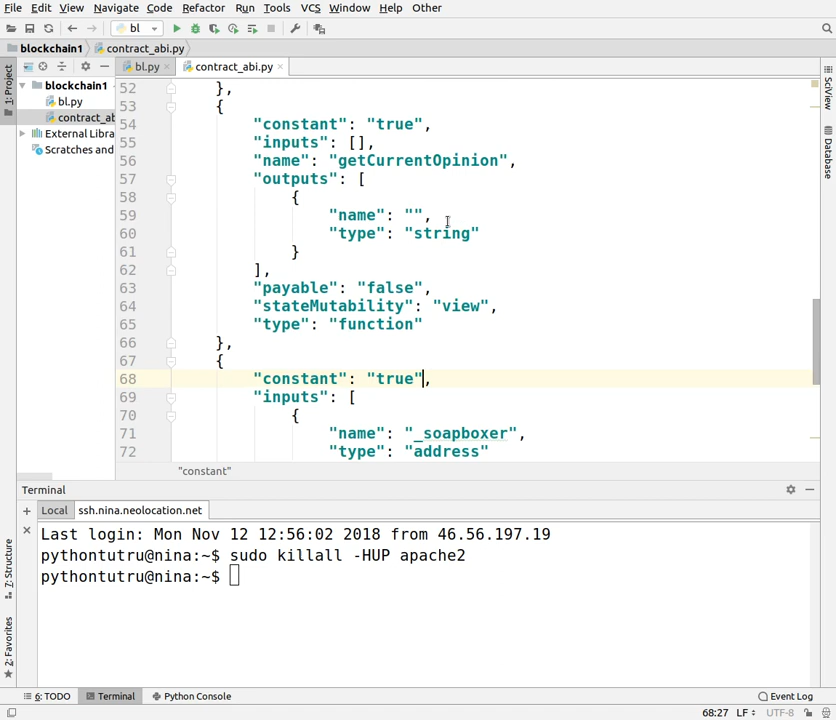 File Edit View Navigate Code Refactor Run Tools VCS Window Help Other
bl
blockchain1 contract_abi.py
1: Project
bl.py contract_abi.py
blockchain1
bl.py
contract_ab
External Libra
Scratches and
52 },
53 {
54 "constant": "true",
55 "inputs": [],
56 "name": "getCurrentOpinion",
57 "outputs": [
58 {
59 "name": "",
60 "type": "string"
61 }
62 ],
63 "payable": "false",
64 "stateMutability": "view",
65 "type": "function"
66 },
67 {
68 "constant": "true",
69 "inputs": [
70 {
71 "name": "_soapboxer",
72 "type": "address"
"constant"
SciView
Database
Terminal
Local ssh.nina.neolocation.net
Last login: Mon Nov 12 12:56:02 2018 from 46.56.197.19
pythontutru@nina:~$ sudo killall -HUP apache2
pythontutru@nina:~$
7: Structure
2: Favorites
6: TODO Terminal Python Console Event Log
68:27 LF UTF-8